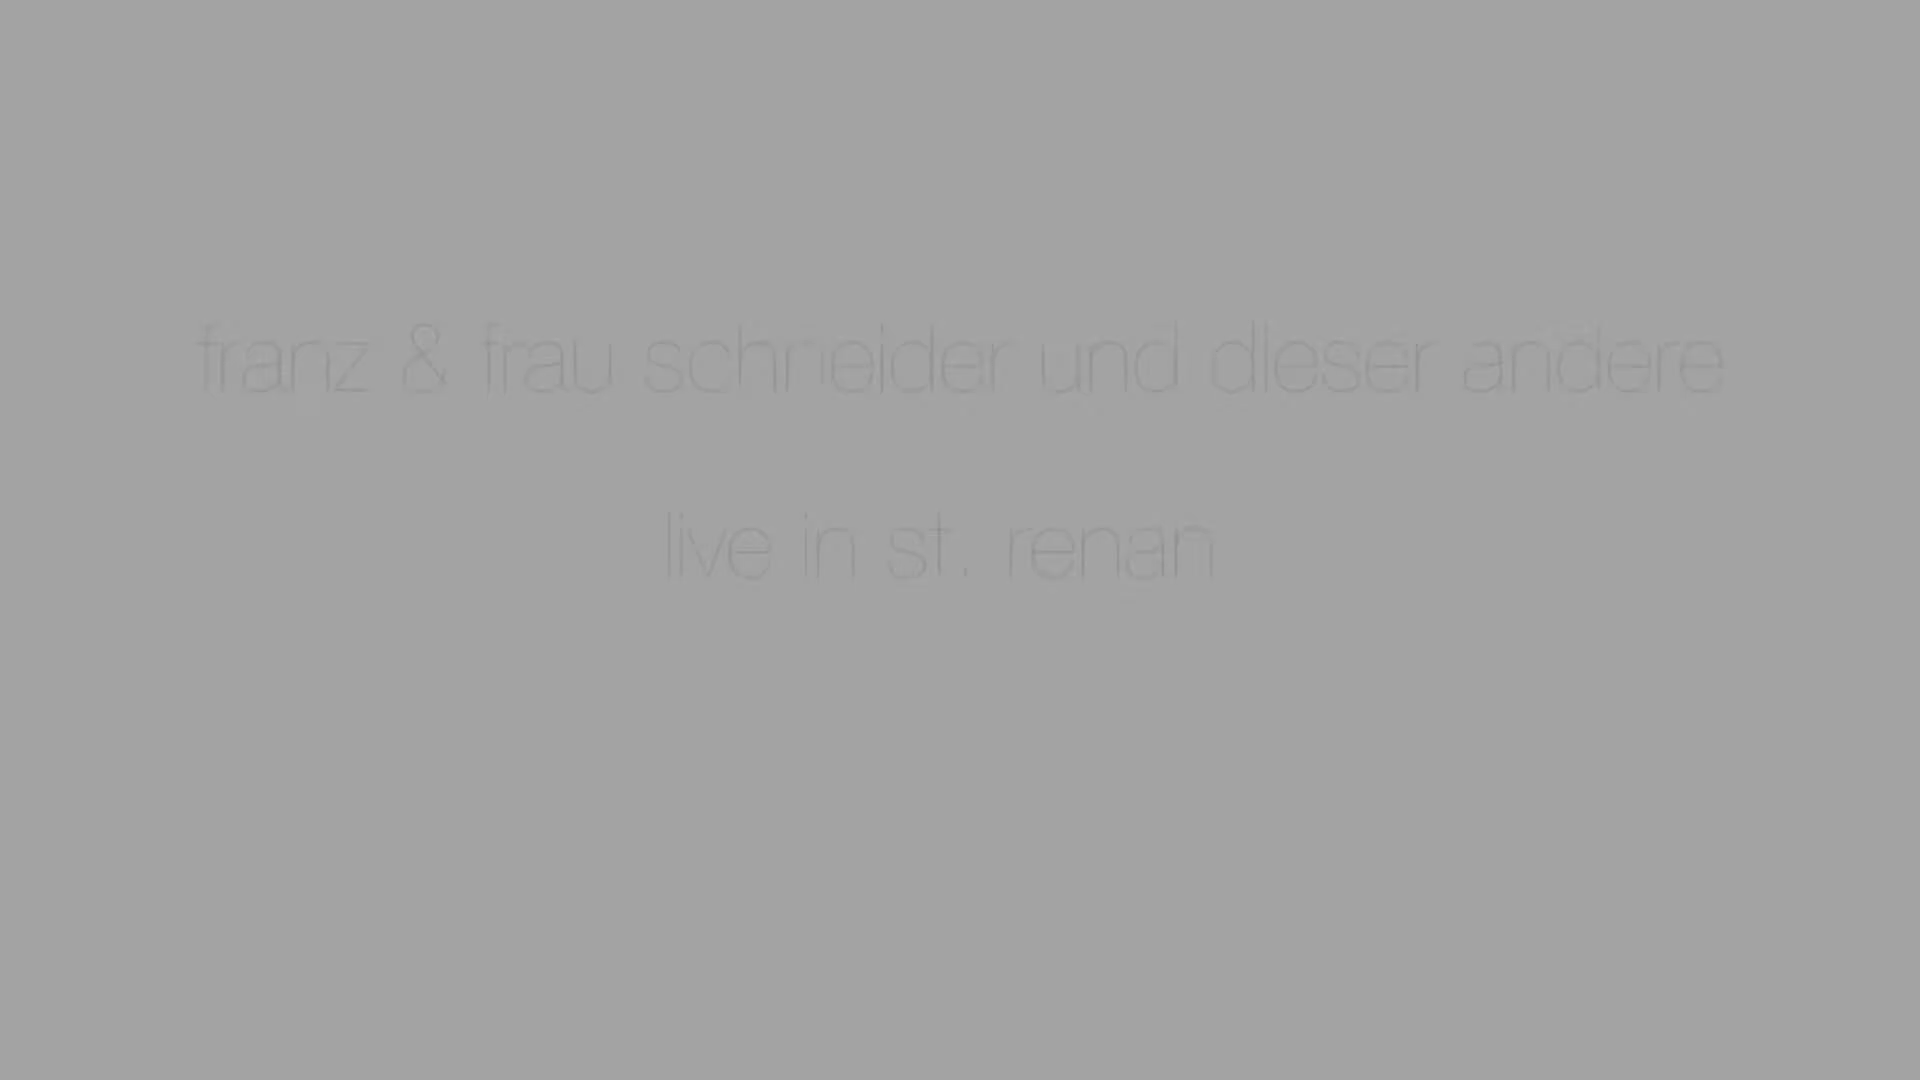 franz & frau schneider und dieser andere
live in st. renan